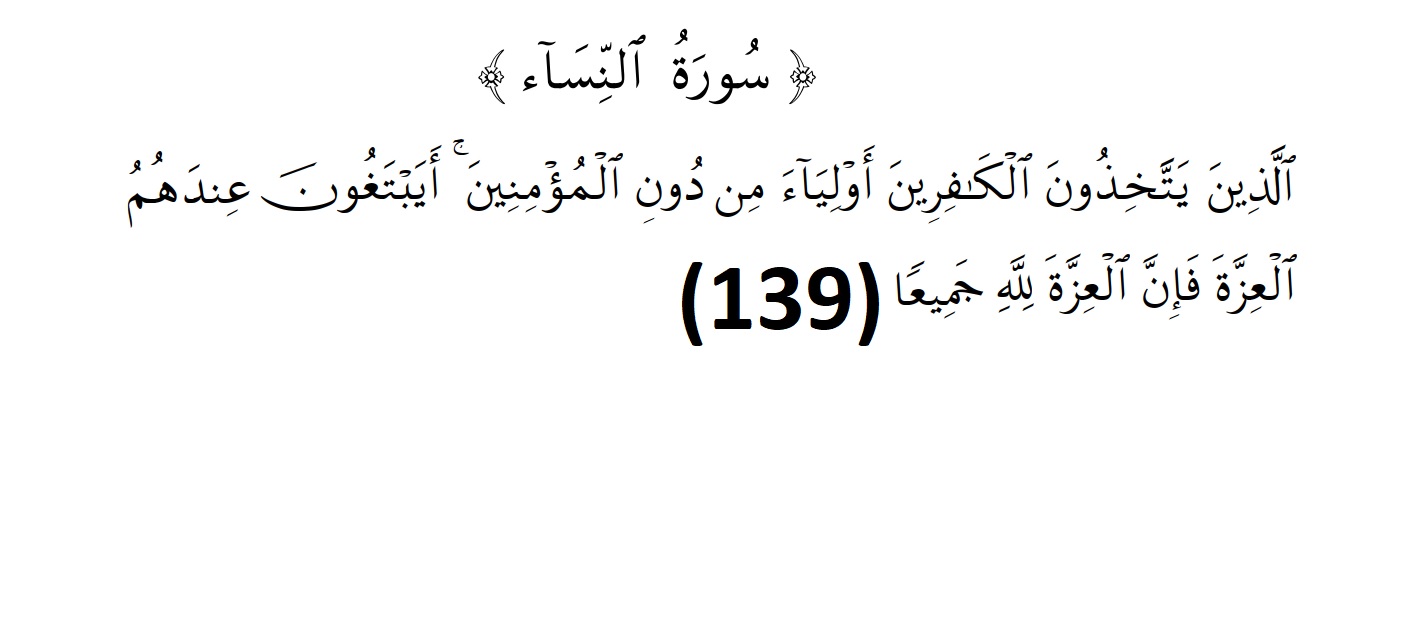 ﴿ سُورَةُ ٱلنِّسَآء ﴾
ٱلَّذِينَ يَتَّخِذُونَ ٱلْكَـٰفِرِينَ أَوْلِيَآءَ مِن دُونِ ٱلْمُؤْمِنِينَ ۚ أَيَبْتَغُونَ عِندَهُمُ
ٱلْعِزَّةَ فَإِنَّ ٱلْعِزَّةَ لِلَّهِ جَمِيعًا (139)